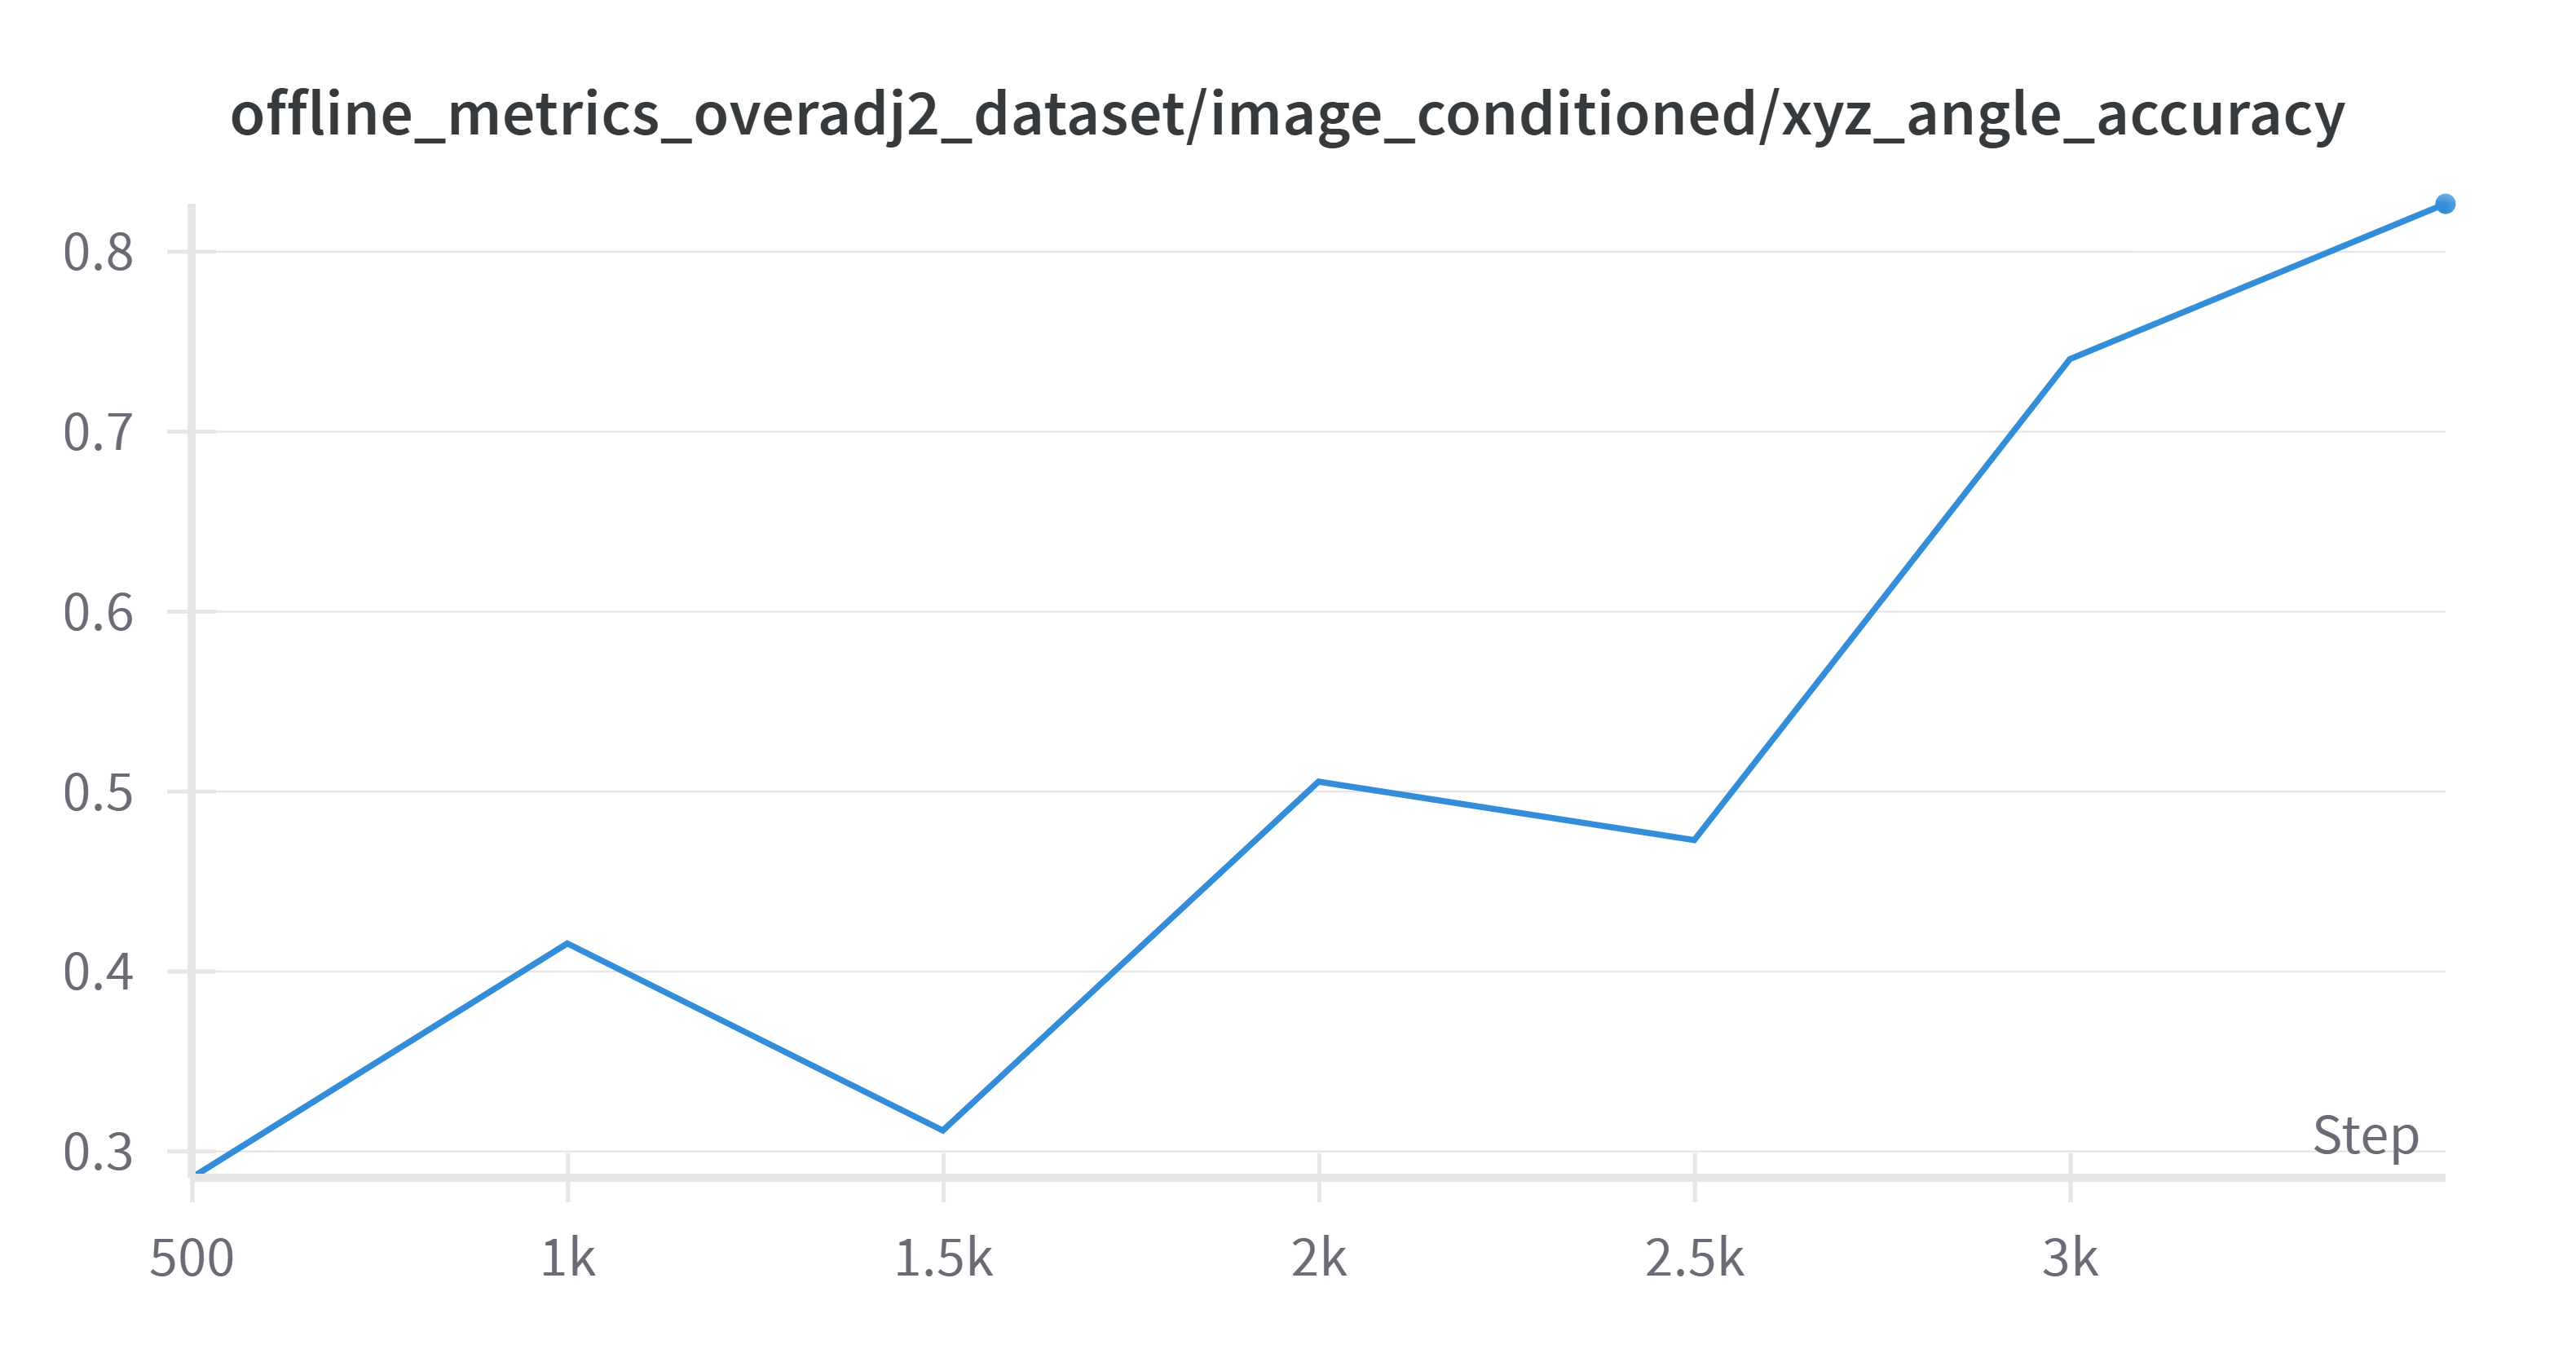 offline_metrics_overadj2_dataset/image_conditioned/xyz_angle_accuracy
0.8
0.7
0.6
0.5
0.4
0.3
Step
500 1k 1.5k 2k 2.5k 3k